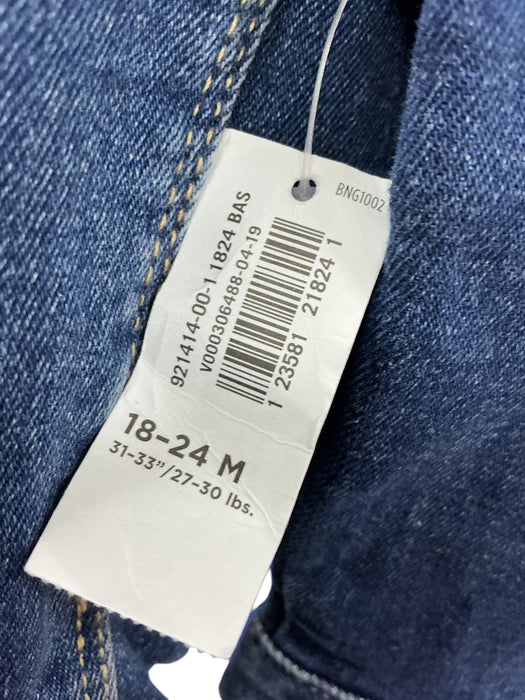 BNG1002
921414-00-1 1824 BAS
V000306488-04-19
1 23581 21824 1
18-24 M
31-33"/27-30 lbs.